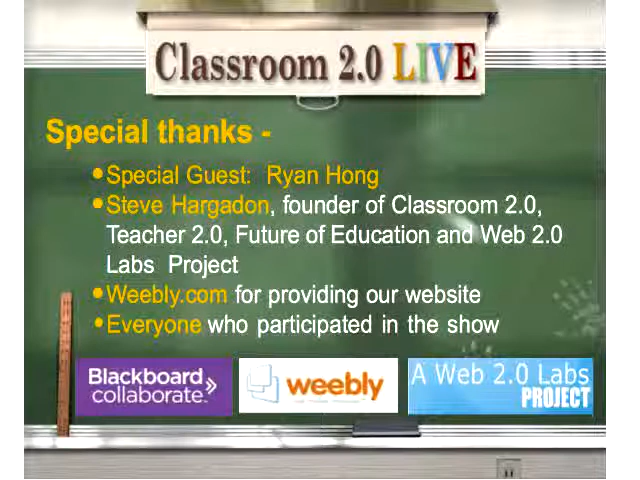 Classroom 2.0 LIVE
Special thanks -
•Special Guest: Ryan Hong
•Steve Hargadon, founder of Classroom 2.0,
Teacher 2.0, Future of Education and Web 2.0
Labs Project
•Weebly.com for providing our website
•Everyone who participated in the show
Blackboard
collaborate™
weebly
A Web 2.0 Labs
PROJECT